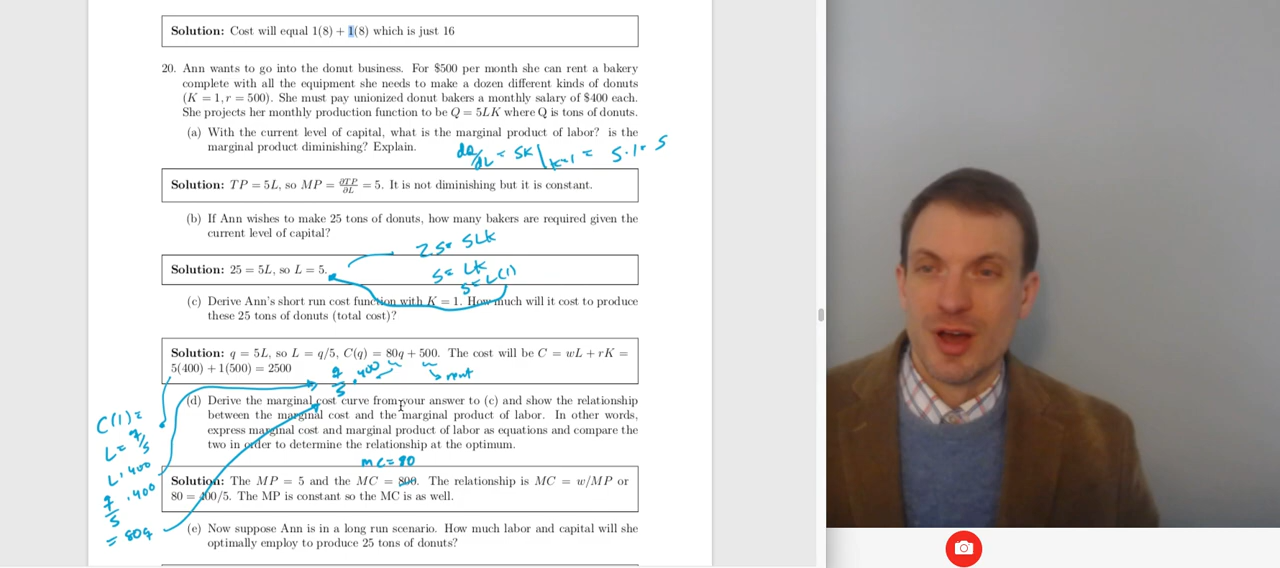 Solution: Cost will equal 1(8) + 1(8) which is just 16
20. Ann wants to go into the donut business. For $500 per month she can rent a bakery
complete with all the equipment she needs to make a dozen different kinds of donuts
(K = 1, r = 500). She must pay unionized donut bakers a monthly salary of $400 each.
She projects her monthly production function to be Q = 5LK where Q is tons of donuts.
(a) With the current level of capital, what is the marginal product of labor? is the
marginal product diminishing? Explain.
dQ/dL = 5K|K=1 = 5·1=5
Solution: TP = 5L, so MP = ∂TP/∂L = 5. It is not diminishing but it is constant.
(b) If Ann wishes to make 25 tons of donuts, how many bakers are required given the
current level of capital?
25= 5LK
Solution: 25 = 5L, so L = 5.
5= LK
5=L(1)
(c) Derive Ann's short run cost function with K = 1. How much will it cost to produce
these 25 tons of donuts (total cost)?
Solution: q = 5L, so L = q/5, C(q) = 80q + 500. The cost will be C = wL + rK =
5(400) + 1(500) = 2500
q/5 · 400
rent
(d) Derive the marginal cost curve from your answer to (c) and show the relationship
between the marginal cost and the marginal product of labor. In other words,
express marginal cost and marginal product of labor as equations and compare the
two in order to determine the relationship at the optimum.
C(1)=
L= q/5
L·400
q/5 ·400
= 80q
MC=80
Solution: The MP = 5 and the MC = 800. The relationship is MC = w/MP or
80 = 400/5. The MP is constant so the MC is as well.
(e) Now suppose Ann is in a long run scenario. How much labor and capital will she
optimally employ to produce 25 tons of donuts?